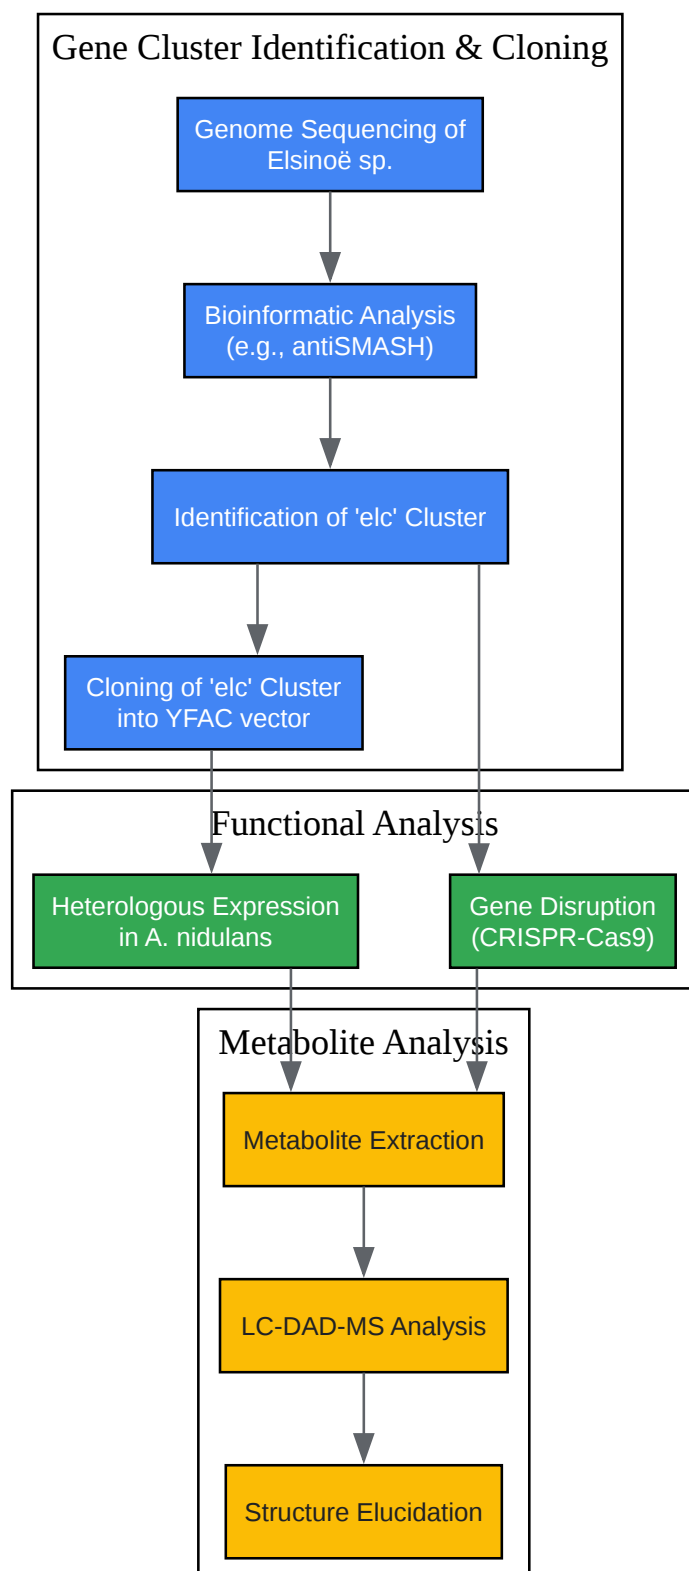 Gene Cluster Identification & Cloning
Genome Sequencing of
Elsinoë sp.
Bioinformatic Analysis
(e.g., antiSMASH)
Identification of 'elc' Cluster
Cloning of 'elc' Cluster
into YFAC vector
Functional Analysis
Heterologous Expression
in A. nidulans
Gene Disruption
(CRISPR-Cas9)
Metabolite Analysis
Metabolite Extraction
LC-DAD-MS Analysis
Structure Elucidation